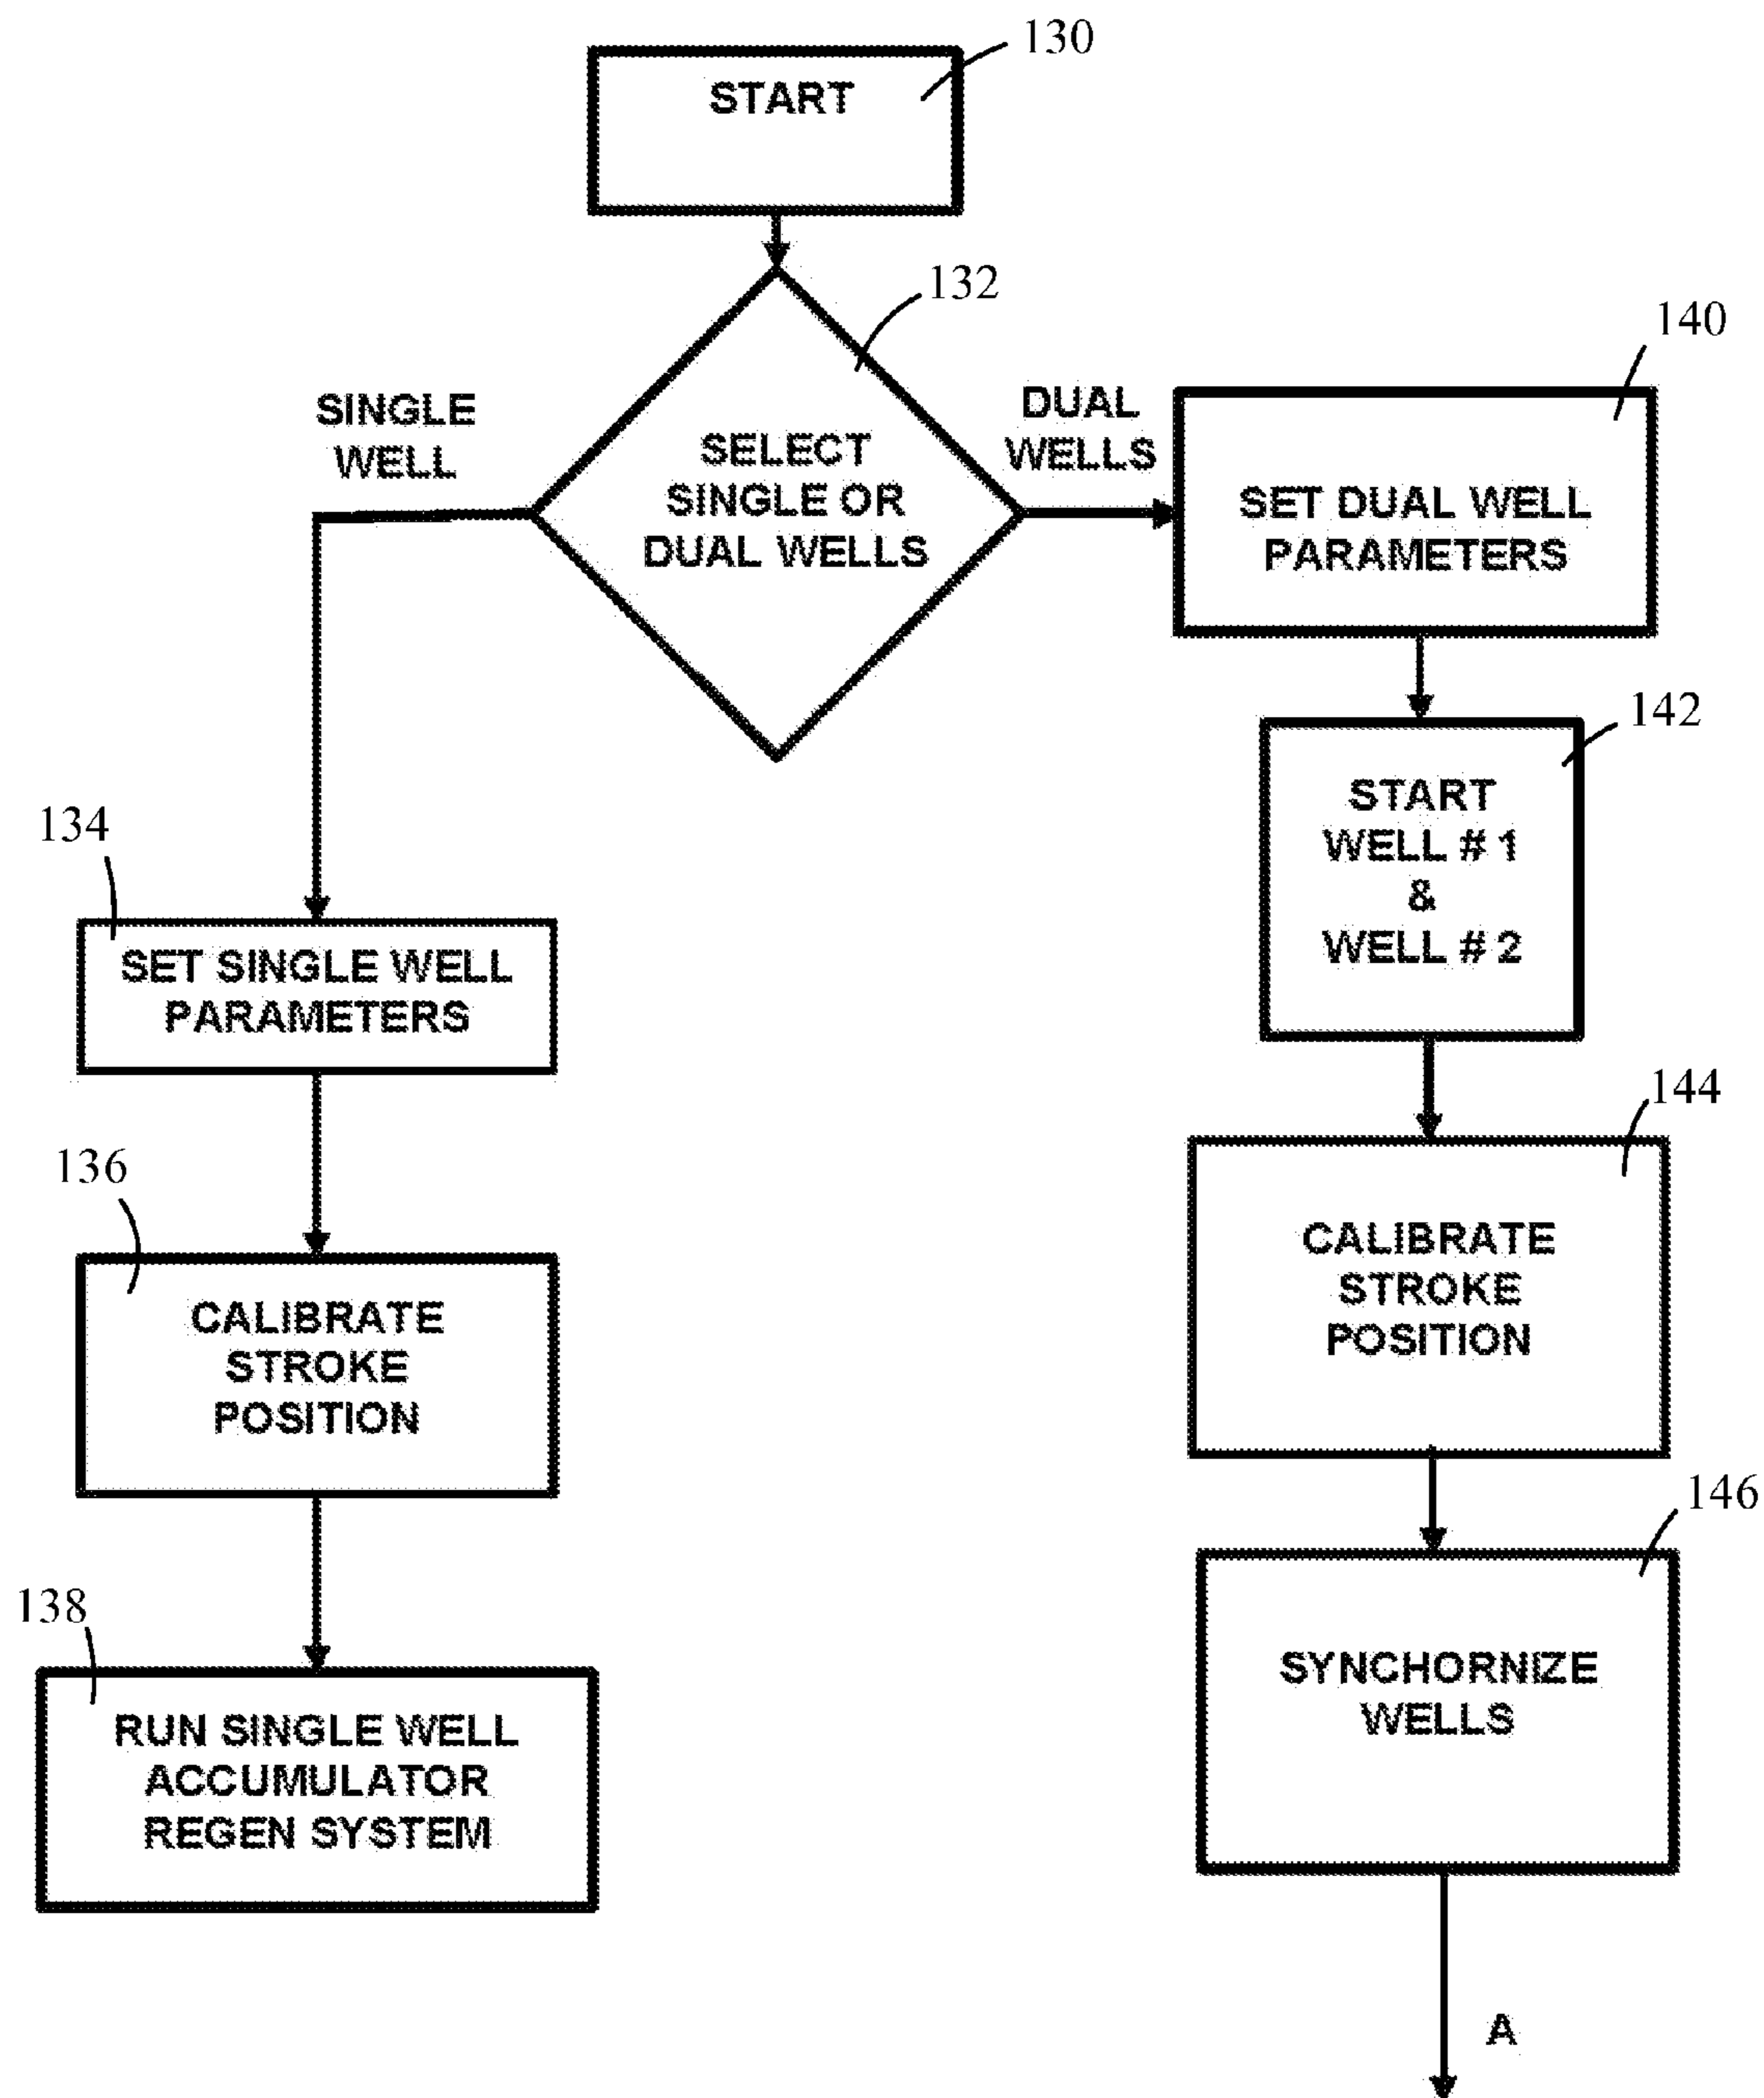 130
START
132
SELECT
SINGLE OR
DUAL WELLS
SINGLE
WELL
DUAL
WELLS
134
SET SINGLE WELL
PARAMETERS
136
CALIBRATE
STROKE
POSITION
138
RUN SINGLE WELL
ACCUMULATOR
REGEN SYSTEM
140
SET DUAL WELL
PARAMETERS
142
START
WELL # 1
&
WELL # 2
144
CALIBRATE
STROKE
POSITION
146
SYNCHORNIZE
WELLS
A